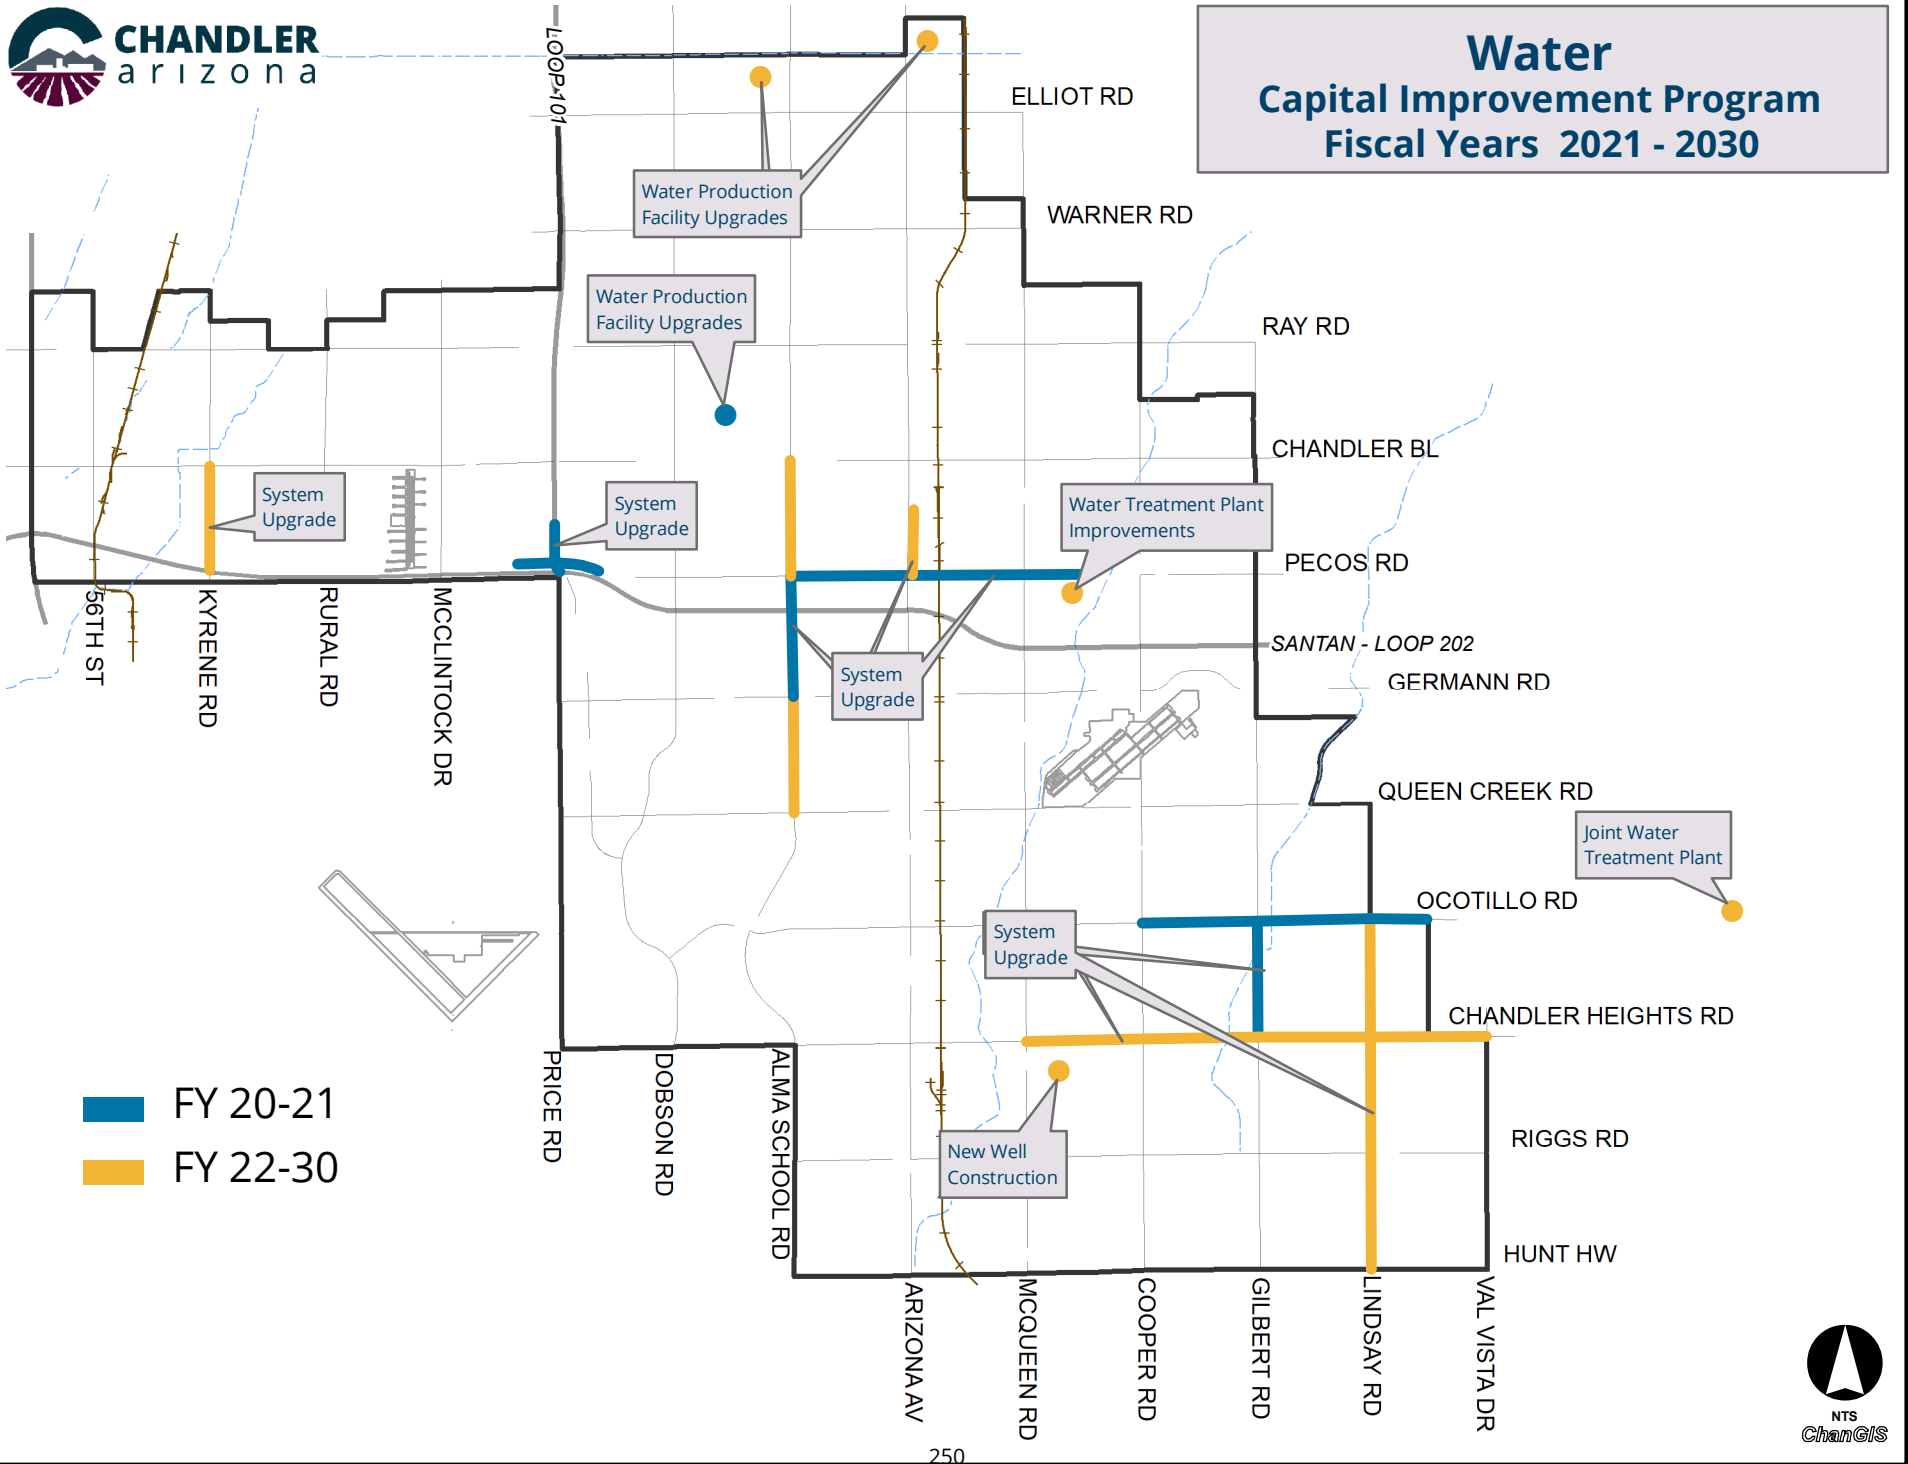 CHANDLER
arizona
Water
Capital Improvement Program
Fiscal Years 2021 - 2030
LOOP 101
ELLIOT RD
WARNER RD
RAY RD
CHANDLER BL
PECOS RD
SANTAN - LOOP 202
GERMANN RD
QUEEN CREEK RD
OCOTILLO RD
CHANDLER HEIGHTS RD
RIGGS RD
HUNT HW
Water Production
Facility Upgrades
Water Production
Facility Upgrades
System
Upgrade
System
Upgrade
Water Treatment Plant
Improvements
System
Upgrade
Joint Water
Treatment Plant
System
Upgrade
New Well
Construction
56TH ST
KYRENE RD
RURAL RD
MCCLINTOCK DR
PRICE RD
DOBSON RD
ALMA SCHOOL RD
ARIZONA AV
MCQUEEN RD
COOPER RD
GILBERT RD
LINDSAY RD
VAL VISTA DR
FY 20-21
FY 22-30
NTS
ChanGIS
250